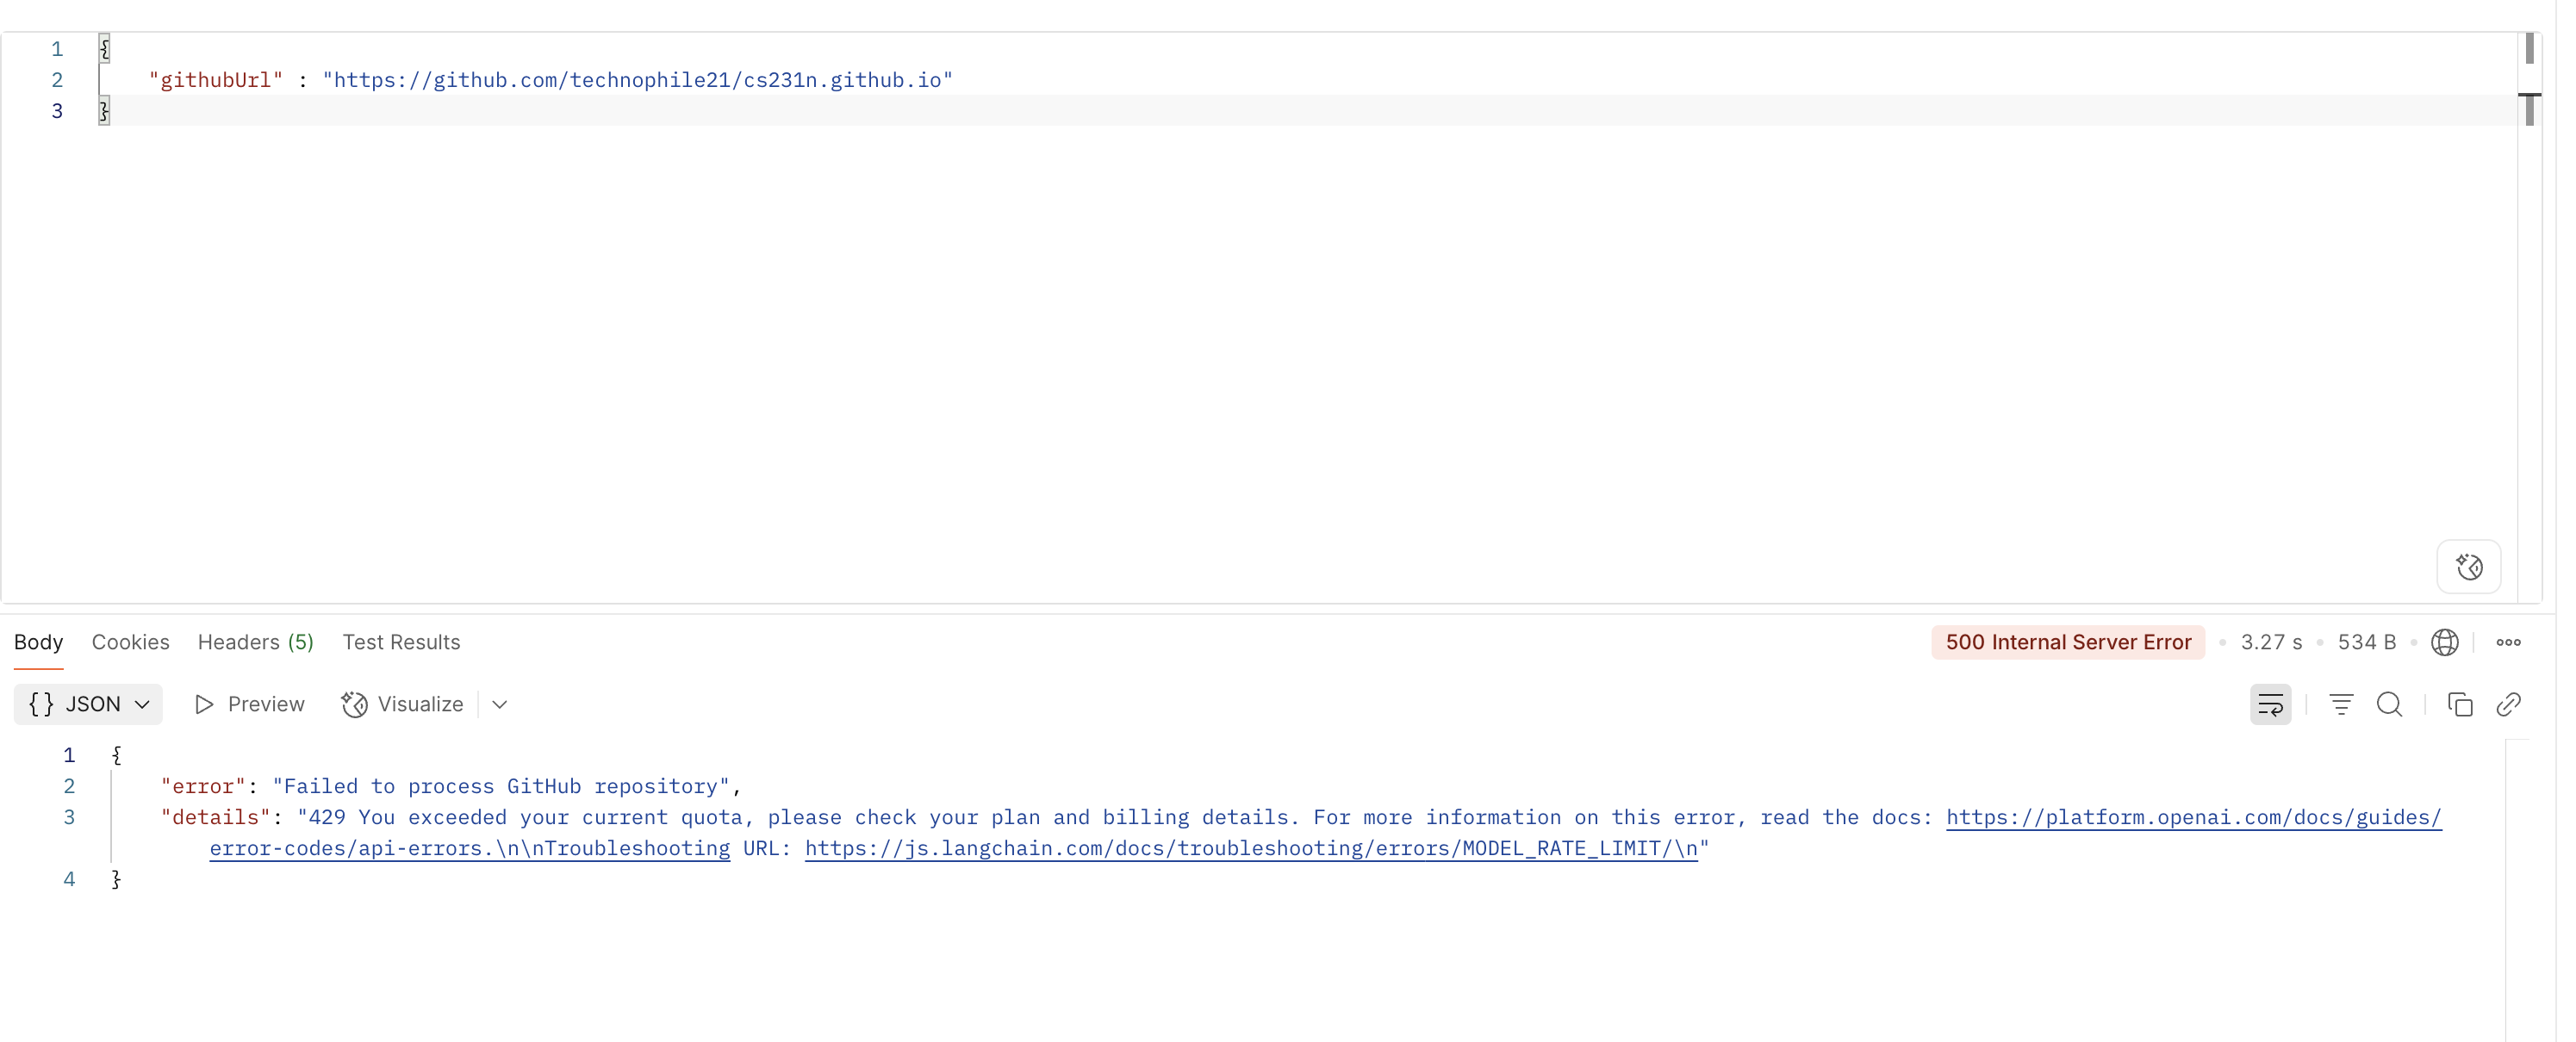 1 {
2 "githubUrl" : "https://github.com/technophile21/cs231n.github.io"
3 }
Body Cookies Headers (5) Test Results 500 Internal Server Error • 3.27 s • 534 B
{} JSON Preview Visualize
1 {
2 "error": "Failed to process GitHub repository",
3 "details": "429 You exceeded your current quota, please check your plan and billing details. For more information on this error, read the docs: https://platform.openai.com/docs/guides/
error-codes/api-errors.\n\nTroubleshooting URL: https://js.langchain.com/docs/troubleshooting/errors/MODEL_RATE_LIMIT/\n"
4 }